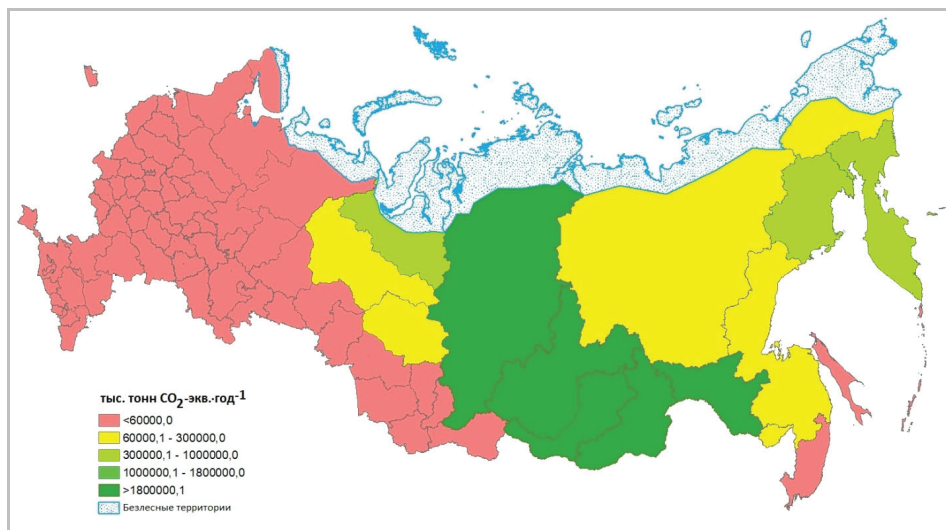 тыс. тонн CO2-экв.·год-1
<60000,0
60000,1 - 300000,0
300000,1 - 1000000,0
1000000,1 - 1800000,0
>1800000,1
Безлесные территории